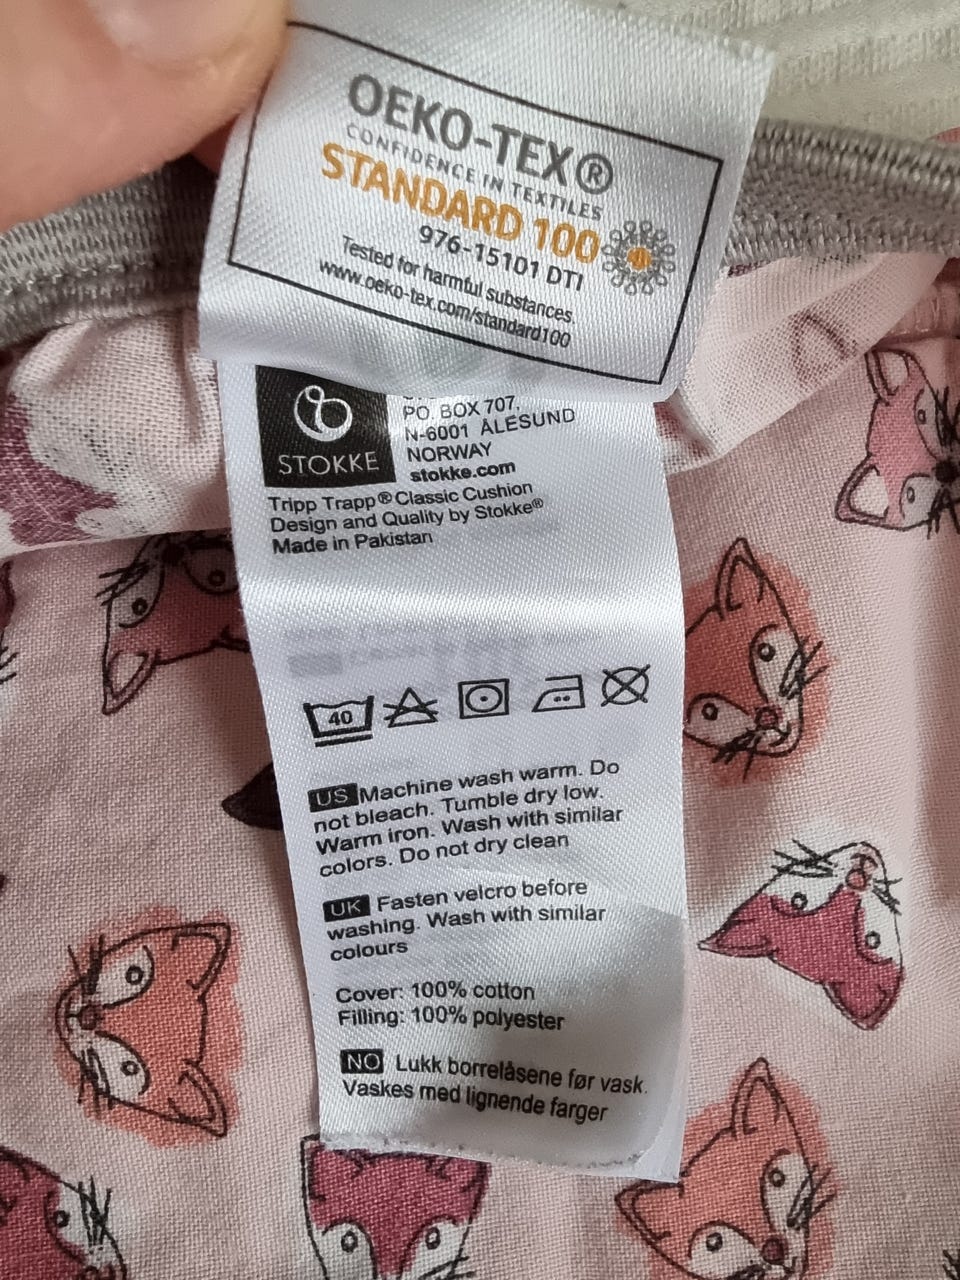 OEKO-TEX®
CONFIDENCE IN TEXTILES
STANDARD 100
976-15101 DTI
Tested for harmful substances.
www.oeko-tex.com/standard100
STOKKE
PO. BOX 707,
N-6001 ÅLESUND
NORWAY
stokke.com
Tripp Trapp® Classic Cushion
Design and Quality by Stokke®
Made in Pakistan
40
US Machine wash warm. Do
not bleach. Tumble dry low.
Warm iron. Wash with similar
colors. Do not dry clean
UK Fasten velcro before
washing. Wash with similar
colours
Cover: 100% cotton
Filling: 100% polyester
NO Lukk borrelåsene før vask.
Vaskes med lignende farger